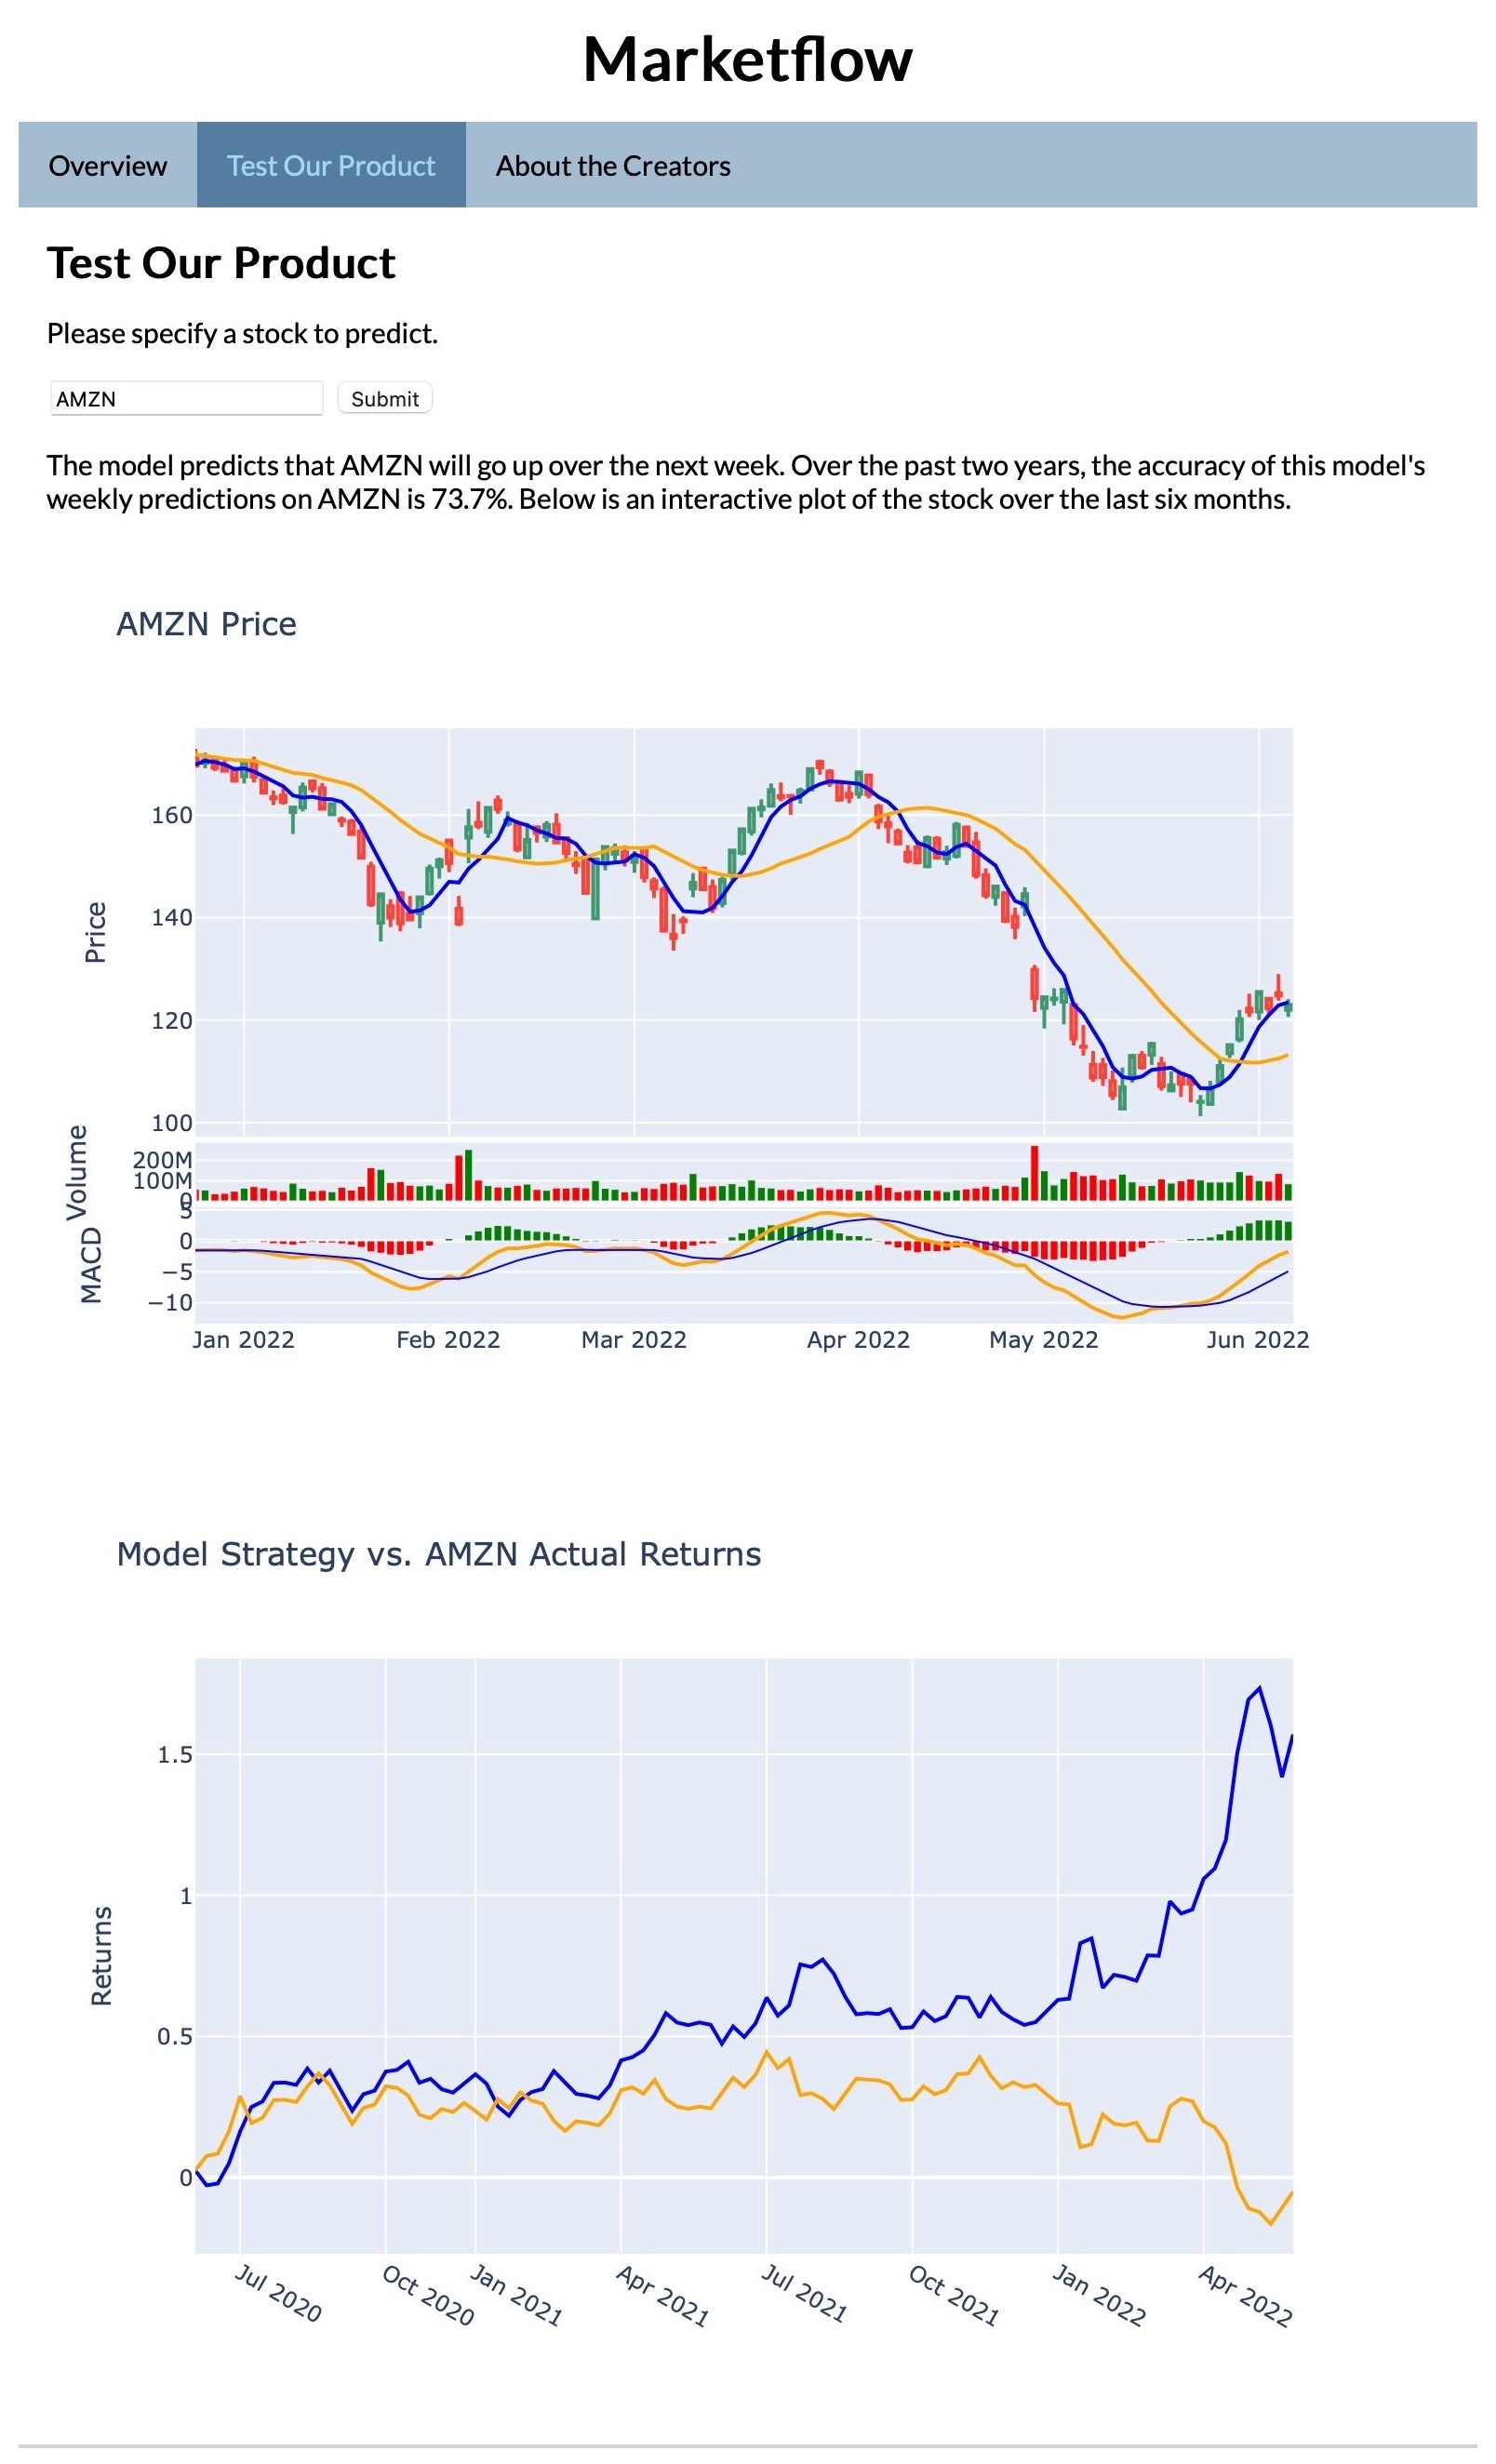 Marketflow
Overview
Test Our Product
About the Creators
Test Our Product
Please specify a stock to predict.
AMZN
Submit
The model predicts that AMZN will go up over the next week. Over the past two years, the accuracy of this model's
weekly predictions on AMZN is 73.7%. Below is an interactive plot of the stock over the last six months.
AMZN Price
Price
160
140
120
100
Volume
200M
100M
0
MACD
5
0
−5
−10
Jan 2022
Feb 2022
Mar 2022
Apr 2022
May 2022
Jun 2022
Model Strategy vs. AMZN Actual Returns
Returns
1.5
1
0.5
0
Jul 2020
Oct 2020
Jan 2021
Apr 2021
Jul 2021
Oct 2021
Jan 2022
Apr 2022